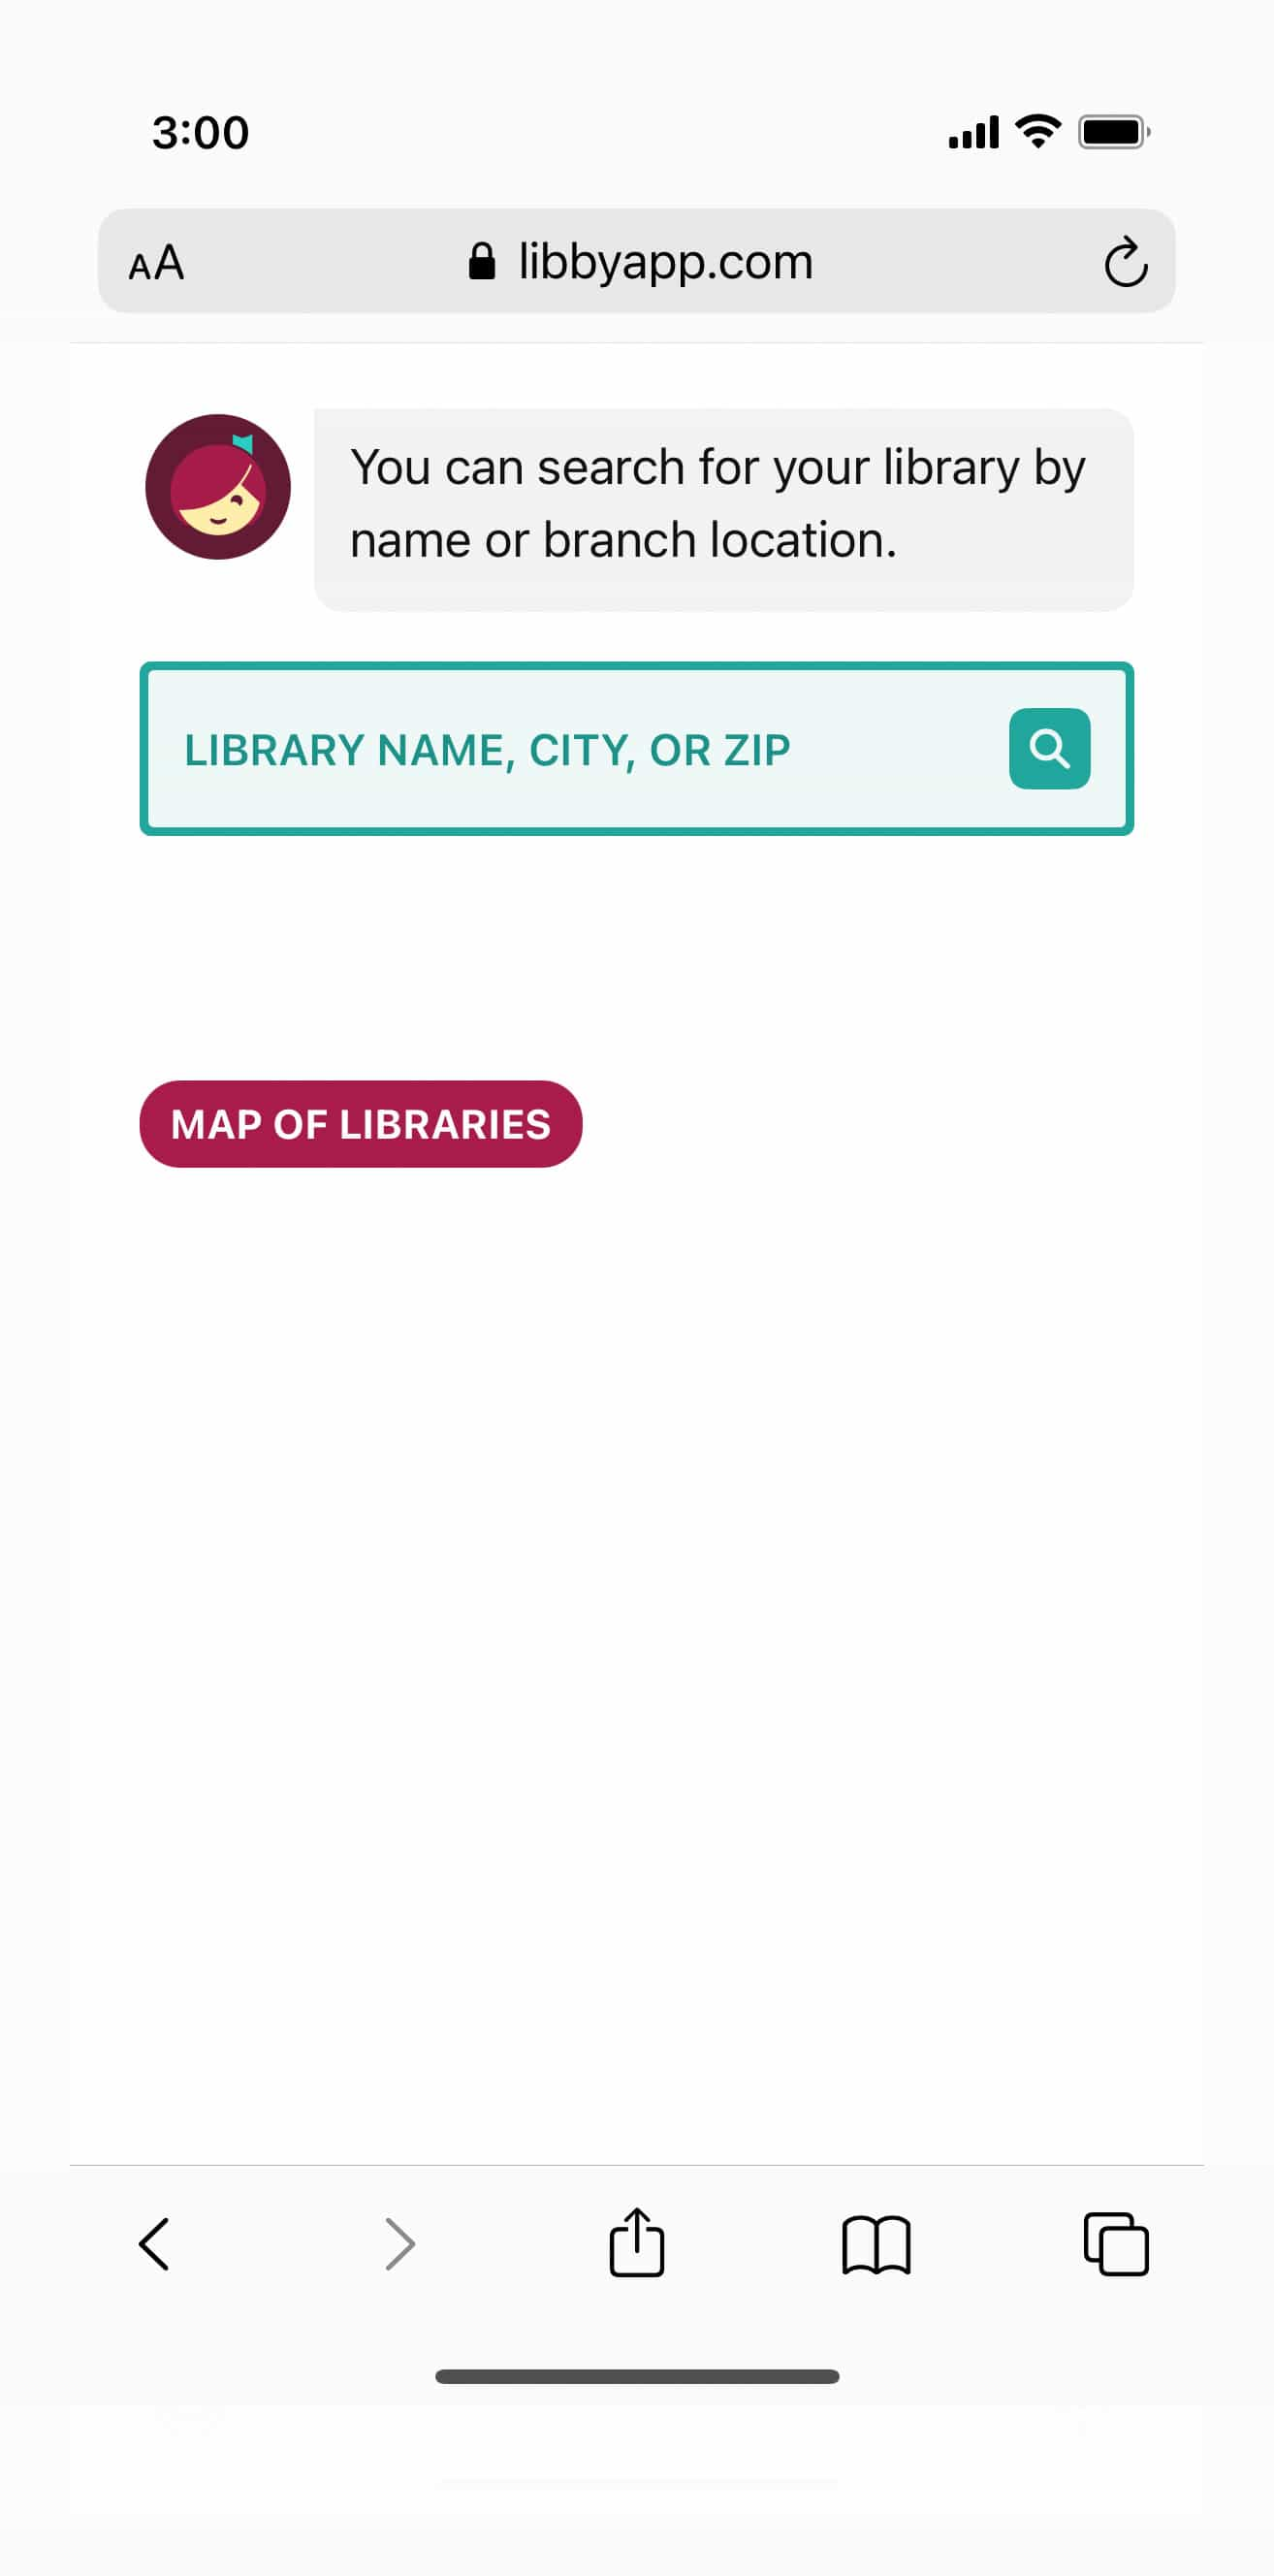 3:00
AA
libbyapp.com
You can search for your library by
name or branch location.
LIBRARY NAME, CITY, OR ZIP
MAP OF LIBRARIES